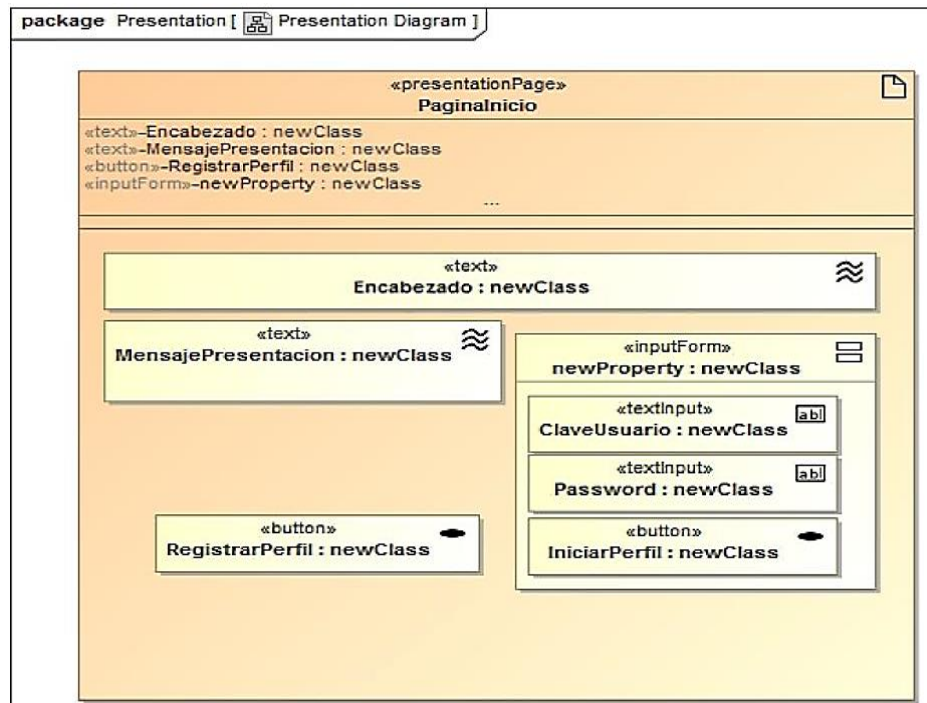 package Presentation [ Presentation Diagram ]
«presentationPage»
PaginaInicio
«text»-Encabezado : newClass
«text»-MensajePresentacion : newClass
«button»-RegistrarPerfil : newClass
«inputForm»-newProperty : newClass
...
«text»
Encabezado : newClass
«text»
MensajePresentacion : newClass
«inputForm»
newProperty : newClass
«textInput»
ClaveUsuario : newClass
abl
«textInput»
Password : newClass
abl
«button»
RegistrarPerfil : newClass
«button»
IniciarPerfil : newClass